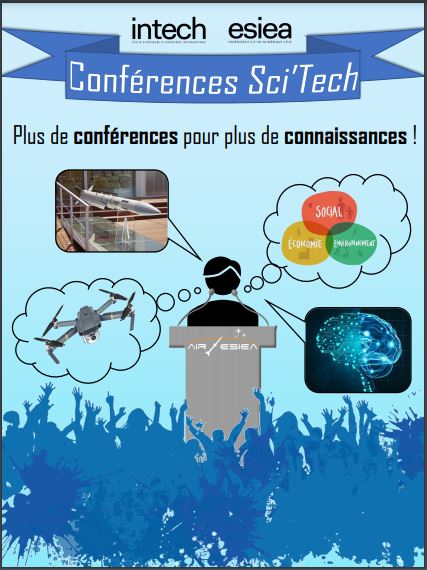 intech esiea
Conférences Sci'Tech
Plus de conférences pour plus de connaissances !
SOCIAL
ÉCONOMIE
ENVIRONNEMENT
AIR ESIEA